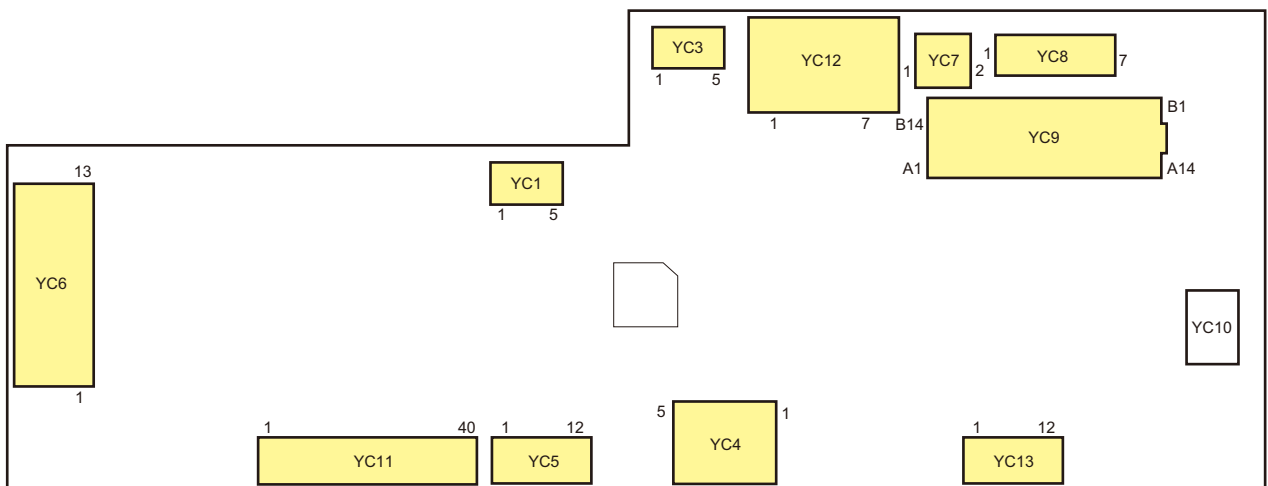 YC3
1 5
YC12
1 7
1 YC7 2
1 YC8 7
B14 YC9 B1
A1 A14
13
YC6
1
YC1
1 5
YC10
1 40
YC11
1 12
YC5
5 1
YC4
1 12
YC13